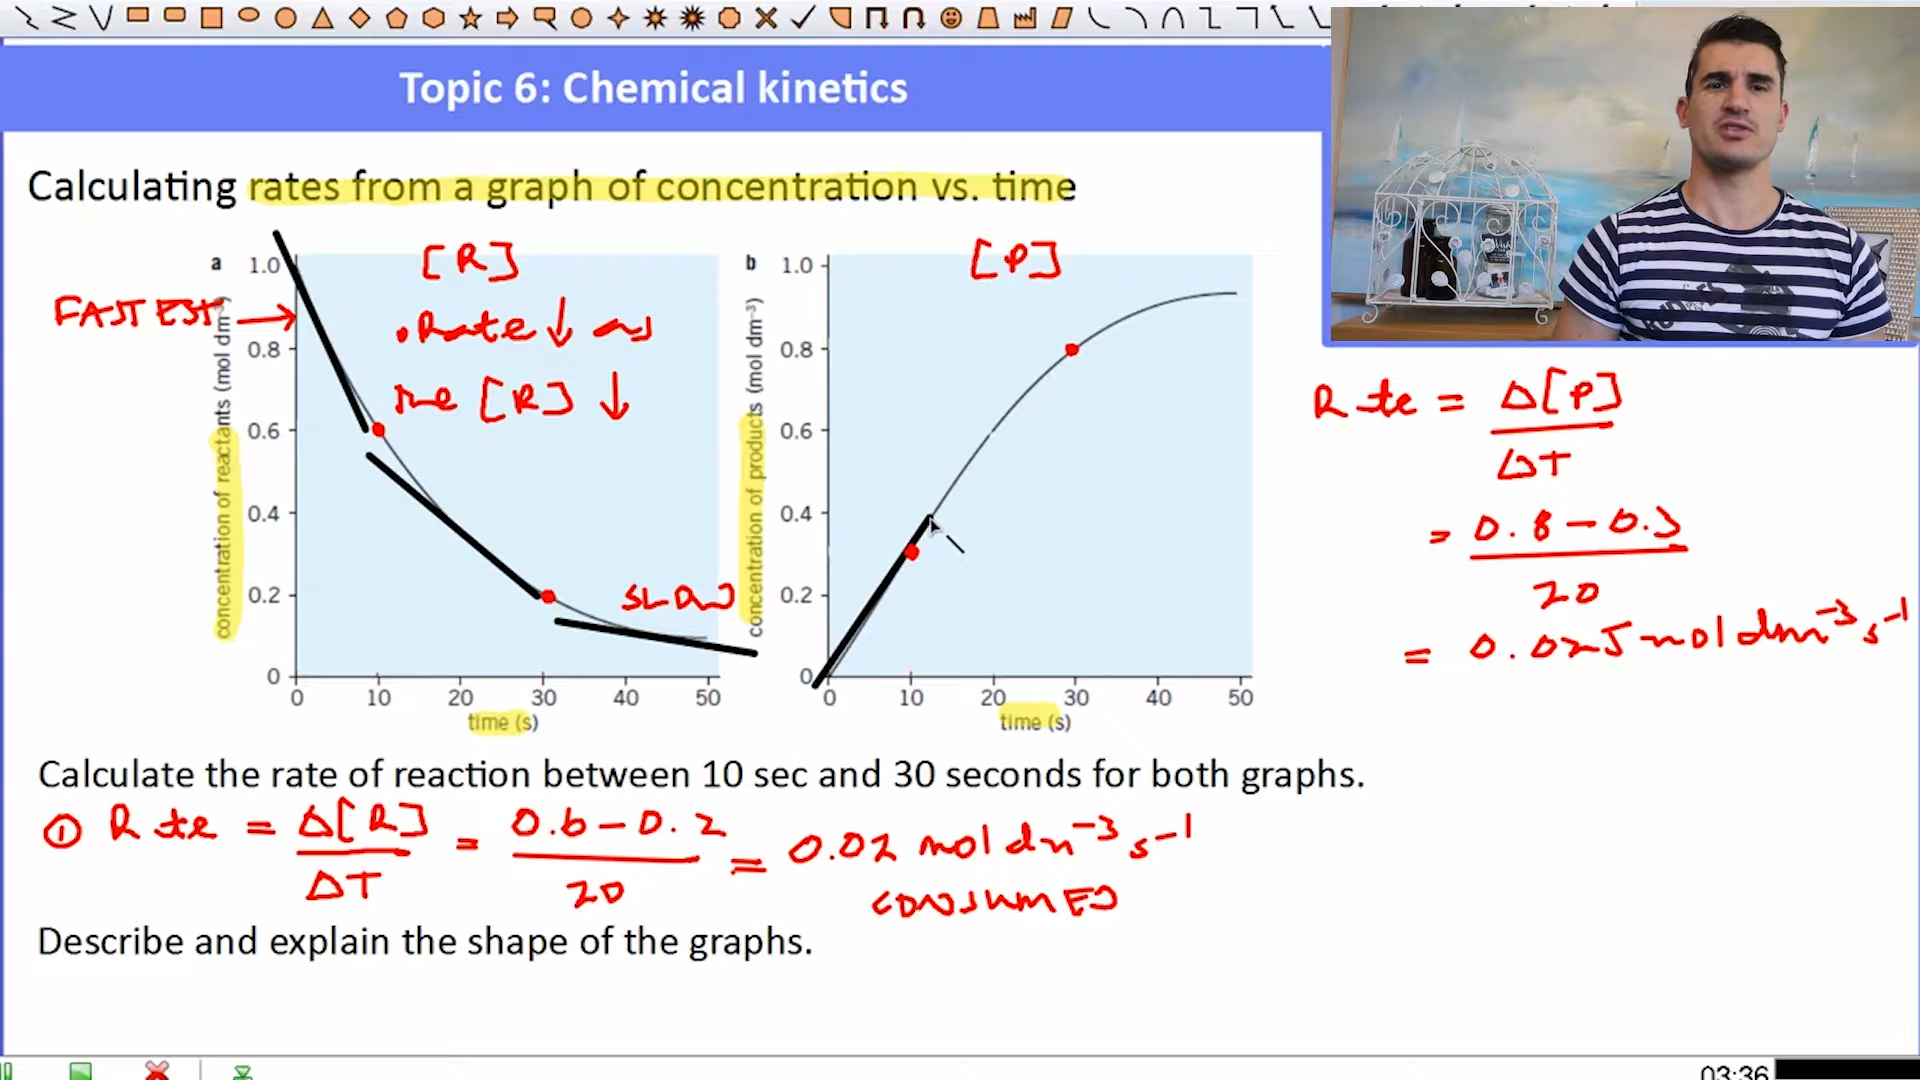 Topic 6: Chemical kinetics
Calculating rates from a graph of concentration vs. time
a
1.0
0.8
0.6
0.4
0.2
0
concentration of reactants (mol dm⁻³)
0 10 20 30 40 50
time (s)
FASTEST →
[R]
. Rate ↓ as
the [R] ↓
SLOW
b
1.0
0.8
0.6
0.4
0.2
0
concentration of products (mol dm⁻³)
0 10 20 30 40 50
time (s)
[P]
Rate = Δ[P]
ΔT
= 0.8 - 0.3
20
= 0.025 mol dm⁻³ s⁻¹
Calculate the rate of reaction between 10 sec and 30 seconds for both graphs.
① Rate = Δ[R] / ΔT = 0.6 - 0.2 / 20 = 0.02 mol dm⁻³ s⁻¹
CONSUMED
Describe and explain the shape of the graphs.
03:36